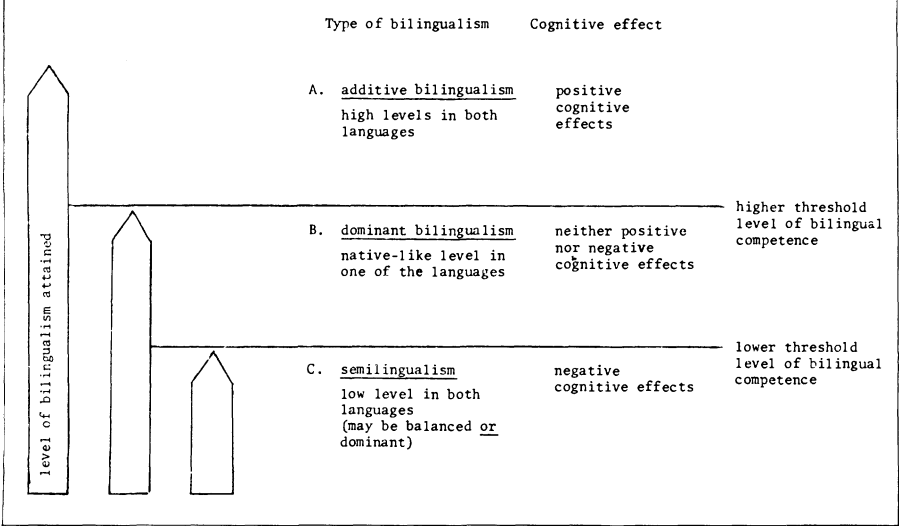 Type of bilingualism Cognitive effect
A. additive bilingualism
high levels in both
languages
positive
cognitive
effects
higher threshold
level of bilingual
competence
B. dominant bilingualism
native-like level in
one of the languages
neither positive
nor negative
cognitive effects
lower threshold
level of bilingual
competence
C. semilingualism
low level in both
languages
(may be balanced or
dominant)
negative
cognitive effects
level of bilingualism attained